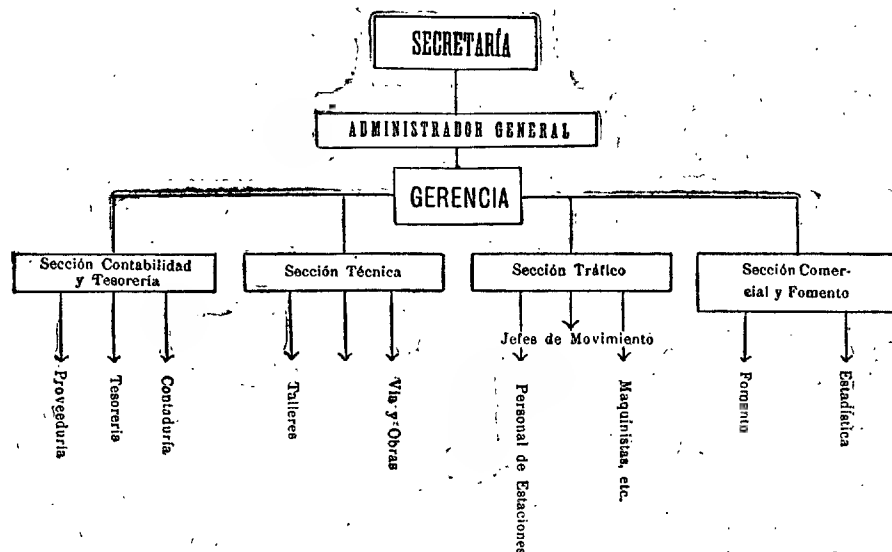 SECRETARÍA
ADMINISTRADOR GENERAL
GERENCIA
Sección Contabilidad
y Tesorería
Sección Técnica
Sección Tráfico
Sección Comer-
cial y Fomento
Jefes de Movimiento
Proveeduría
Tesorería
Contaduría
Talleres
Vía y Obras
Personal de Estaciones
Maquinistas, etc.
Fomento
Estadística